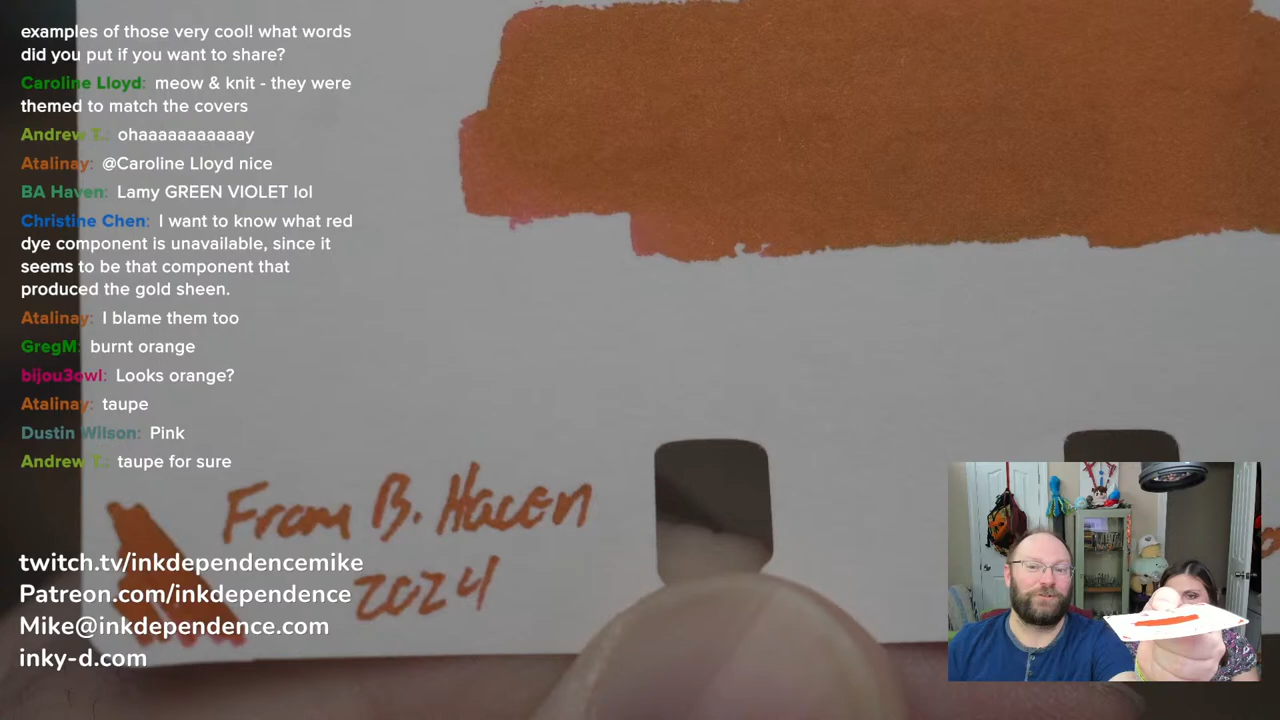 examples of those very cool! what words
did you put if you want to share?
Caroline Lloyd: meow & knit - they were
themed to match the covers
Andrew T.: ohaaaaaaaaaay
Atalinay: @Caroline Lloyd nice
BA Haven: Lamy GREEN VIOLET lol
Christine Chen: I want to know what red
dye component is unavailable, since it
seems to be that component that
produced the gold sheen.
Atalinay: I blame them too
GregM: burnt orange
bijou3owl: Looks orange?
Atalinay: taupe
Dustin Wilson: Pink
Andrew T.: taupe for sure
From B. Haven
2024
twitch.tv/inkdependencemike
Patreon.com/inkdependence
Mike@inkdependence.com
inky-d.com